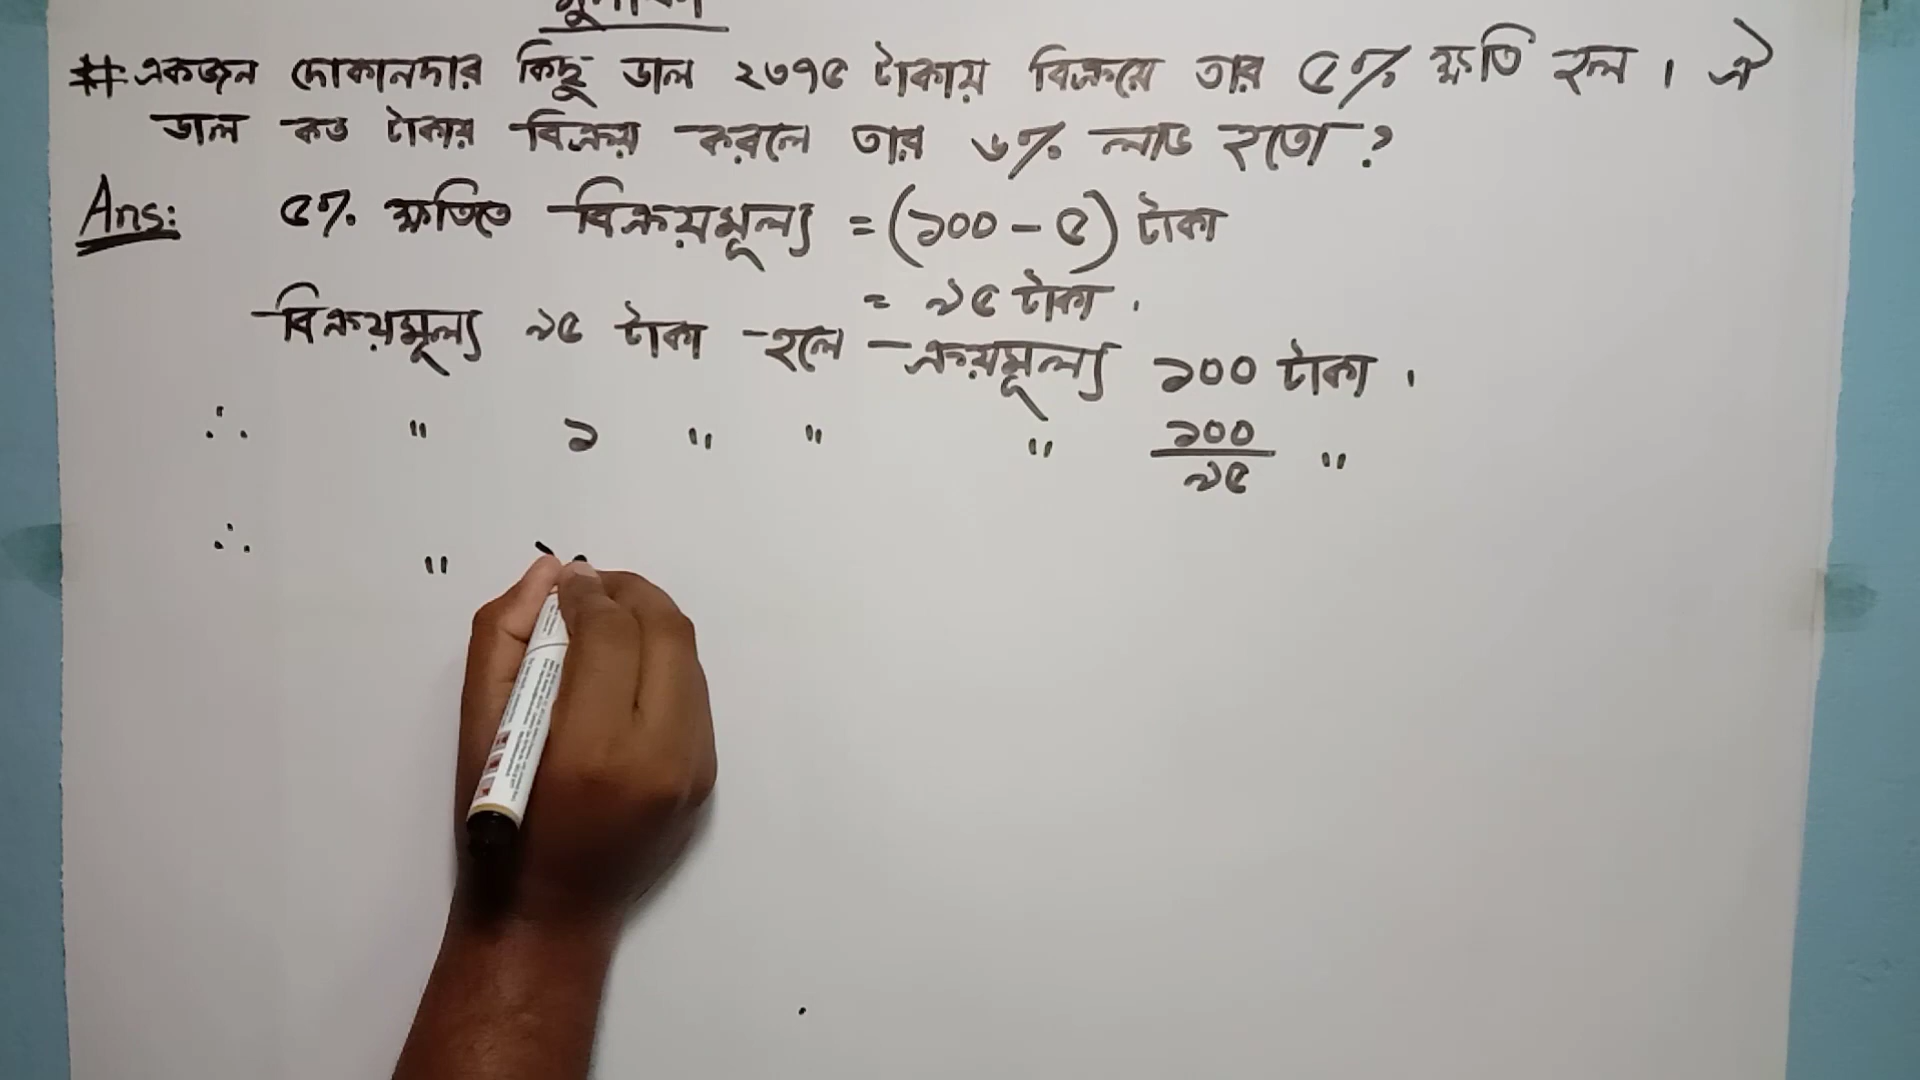 # একজন দোকানদার কিছু ডাল ২৩৭৫ টাকায় বিক্রয়ে তার ৫% ক্ষতি হল । ঐ
ডাল কত টাকায় বিক্রয় করলে তার ৬% লাভ হতো ?
Ans: ৫% ক্ষতিতে বিক্রয়মূল্য = (১০০ - ৫) টাকা
= ৯৫ টাকা .
বিক্রয়মূল্য ৯৫ টাকা হলে ক্রয়মূল্য ১০০ টাকা .
∴ " ১ " " " ১০০/৯৫ "
∴ "